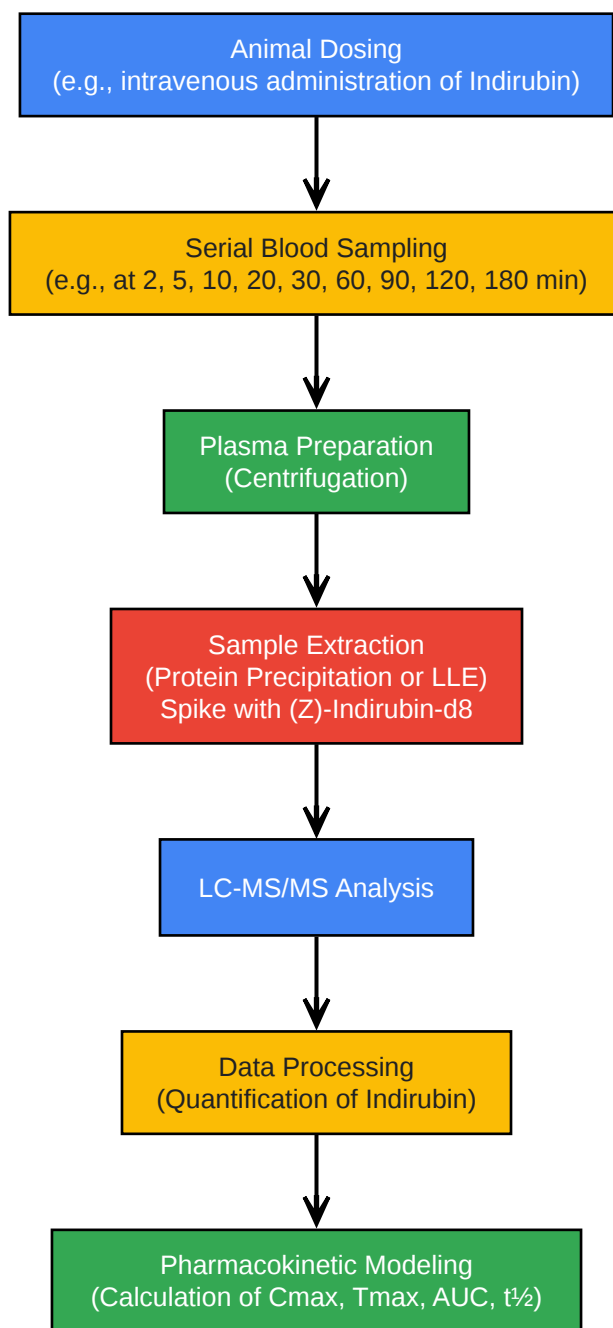 Animal Dosing
(e.g., intravenous administration of Indirubin)
Serial Blood Sampling
(e.g., at 2, 5, 10, 20, 30, 60, 90, 120, 180 min)
Plasma Preparation
(Centrifugation)
Sample Extraction
(Protein Precipitation or LLE)
Spike with (Z)-Indirubin-d8
LC-MS/MS Analysis
Data Processing
(Quantification of Indirubin)
Pharmacokinetic Modeling
(Calculation of Cmax, Tmax, AUC, t½)